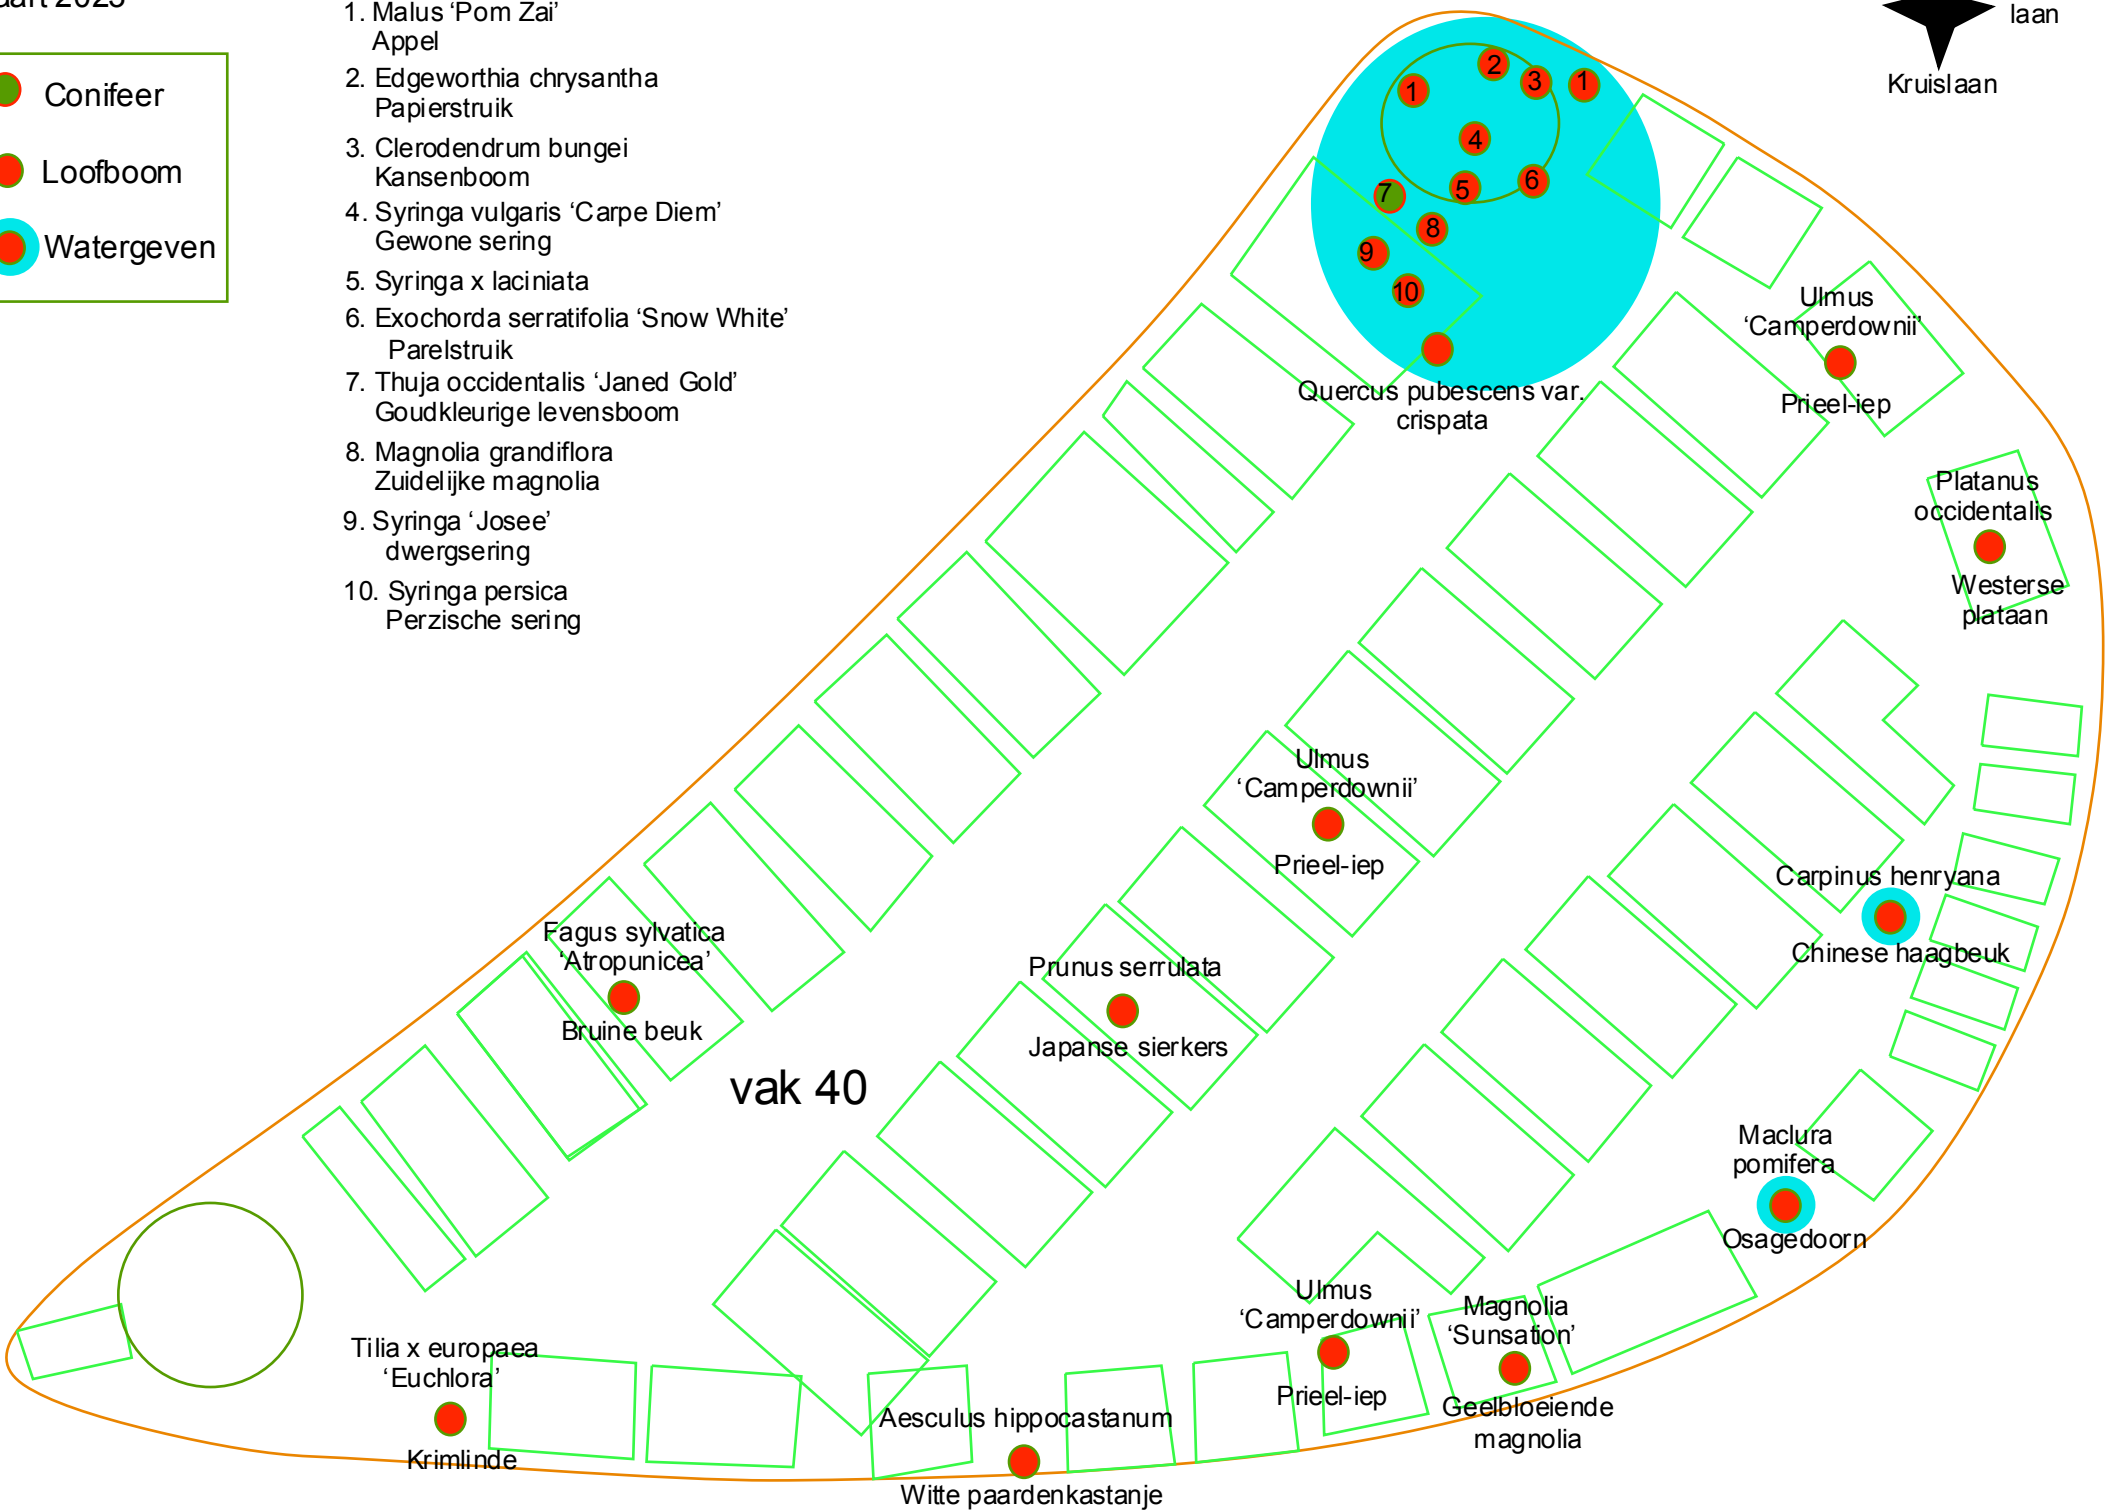 1. Malus ‘Pom Zai’
Appel
2. Edgeworthia chrysantha
Papierstruik
3. Clerodendrum bungei
Kansenboom
4. Syringa vulgaris ‘Carpe Diem’
Gewone sering
5. Syringa x laciniata
6. Exochorda serratifolia ‘Snow White’
Parelstruik
7. Thuja occidentalis ‘Janed Gold’
Goudkleurige levensboom
8. Magnolia grandiflora
Zuidelijke magnolia
9. Syringa ‘Josee’
dwergsering
10. Syringa persica
Perzische sering
Conifeer
Loofboom
Watergeven
laan
Kruislaan
2
3
1
1
4
5
6
7
8
9
10
Quercus pubescens var.
crispata
Ulmus
‘Camperdownii’
Prieel-iep
Platanus
occidentalis
Westerse
plataan
Ulmus
‘Camperdownii’
Prieel-iep
Carpinus henryana
Chinese haagbeuk
Fagus sylvatica
‘Atropunicea’
Bruine beuk
Prunus serrulata
Japanse sierkers
vak 40
Maclura
pomifera
Osagedoorn
Ulmus
‘Camperdownii’
Prieel-iep
Magnolia
‘Sunsation’
Geelbloeiende
magnolia
Tilia x europaea
‘Euchlora’
Krimlinde
Aesculus hippocastanum
Witte paardenkastanje